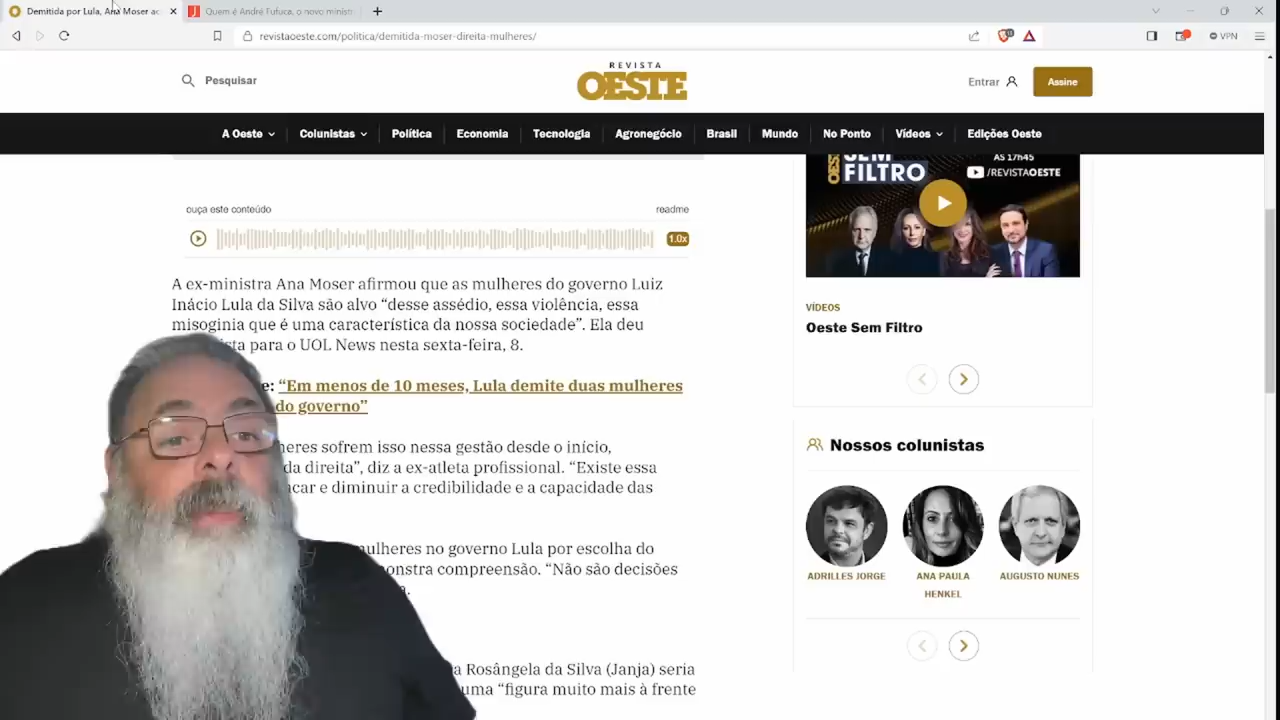 Demitida por Lula, Ana Moser ac
Quem é André Fufuca, o novo ministr
revistaoeste.com/politica/demitida-moser-direita-mulheres/
VPN
Pesquisar
REVISTA
OESTE
Entrar
Assine
A Oeste
Colunistas
Política
Economia
Tecnologia
Agronegócio
Brasil
Mundo
No Ponto
Vídeos
Edições Oeste
ouça este conteúdo
readme
1.0x
A ex-ministra Ana Moser afirmou que as mulheres do governo Luiz
Inácio Lula da Silva são alvo “desse assédio, essa violência, essa
misoginia que é uma característica da nossa sociedade”. Ela deu
para o UOL News nesta sexta-feira, 8.
“Em menos de 10 meses, Lula demite duas mulheres
do governo”
sofrem isso nessa gestão desde o início,
da direita”, diz a ex-atleta profissional. “Existe essa
e diminuir a credibilidade e a capacidade das
mulheres no governo Lula por escolha do
compreensão. “Não são decisões
Rosângela da Silva (Janja) seria
uma “figura muito mais à frente
OESTE
SEM
FILTRO
ÀS 17h45
/REVISTAOESTE
VÍDEOS
Oeste Sem Filtro
Nossos colunistas
ADRILLES JORGE
ANA PAULA
HENKEL
AUGUSTO NUNES